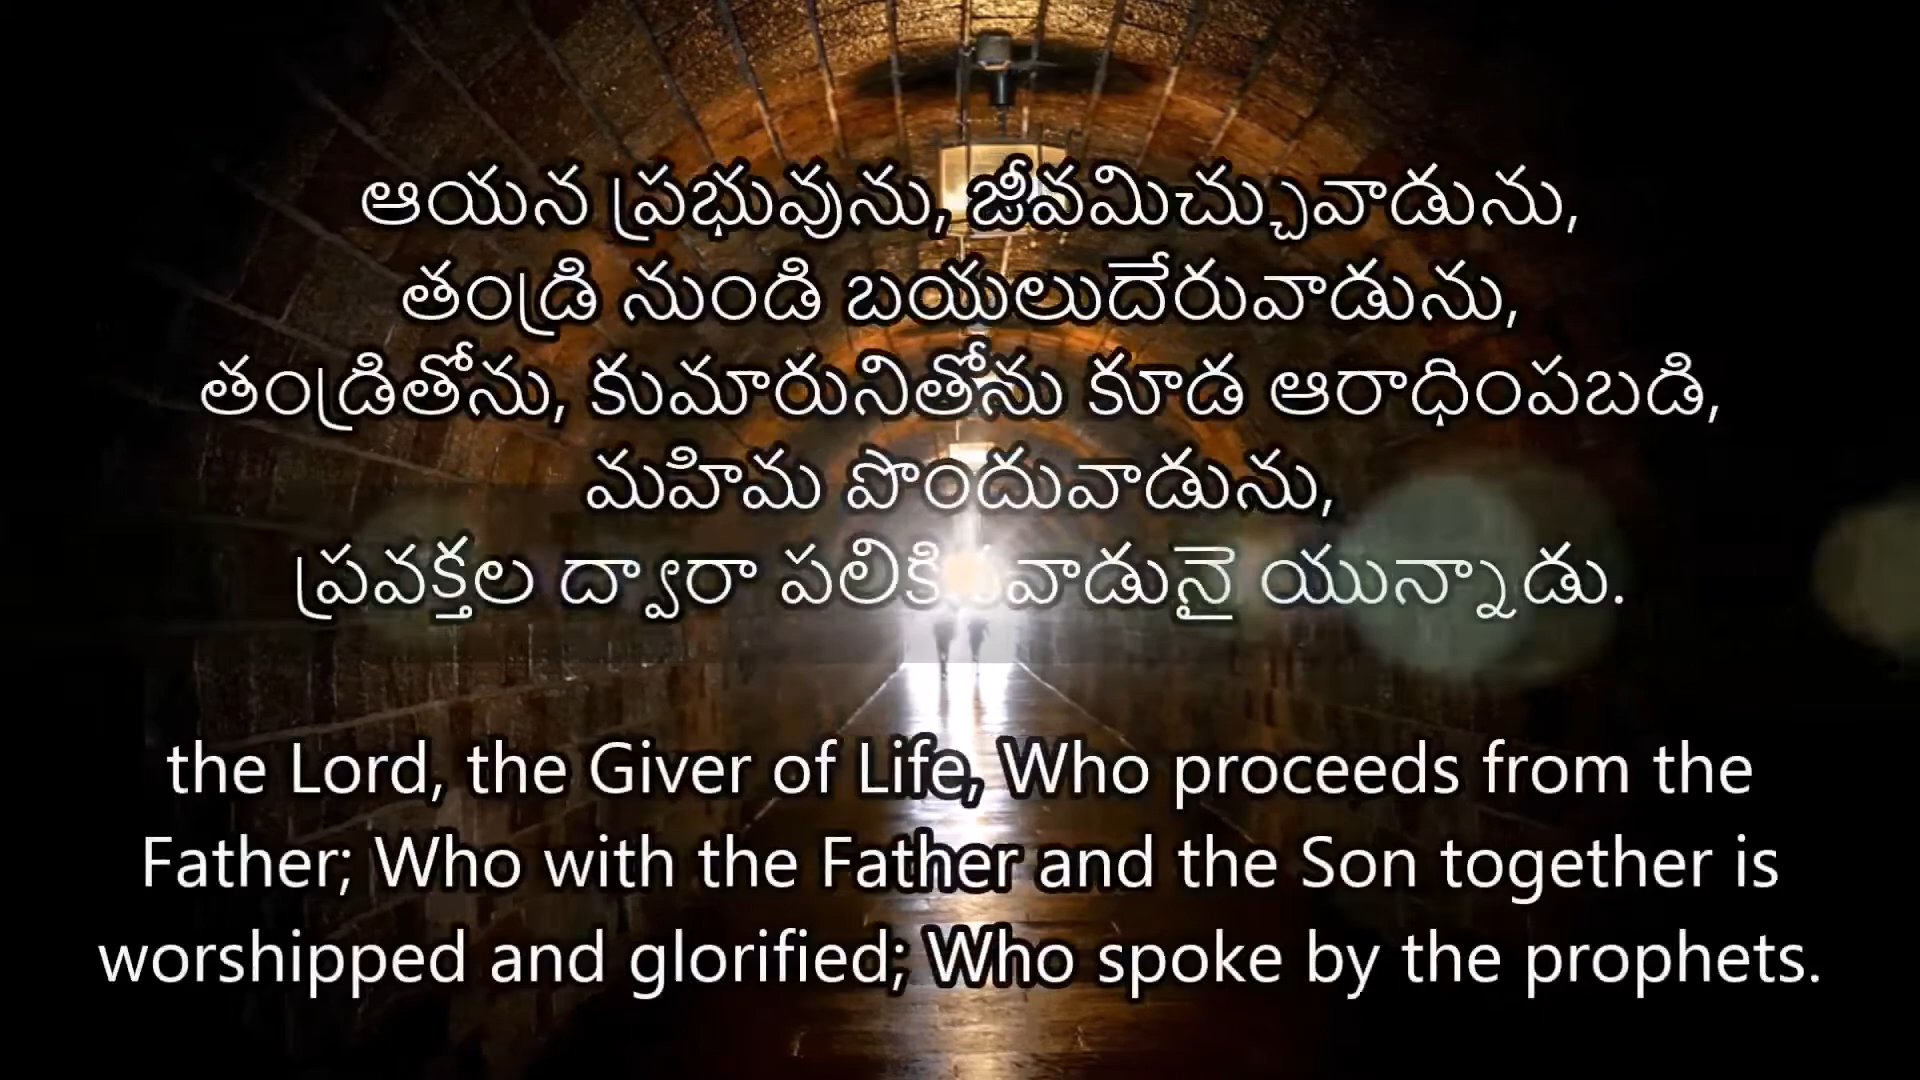 ఆయన ప్రభువును, జీవమిచ్చువాడును,
తండ్రి నుండి బయలుదేరువాడును,
తండ్రితోను, కుమారునితోను కూడ ఆరాధింపబడి,
మహిమ పొందువాడును,
ప్రవక్తల ద్వారా యున్నాడు.
the Lord, the Giver of Life, Who proceeds from the
Father; Who with the Father and the Son together is
worshipped and glorified; Who spoke by the prophets.